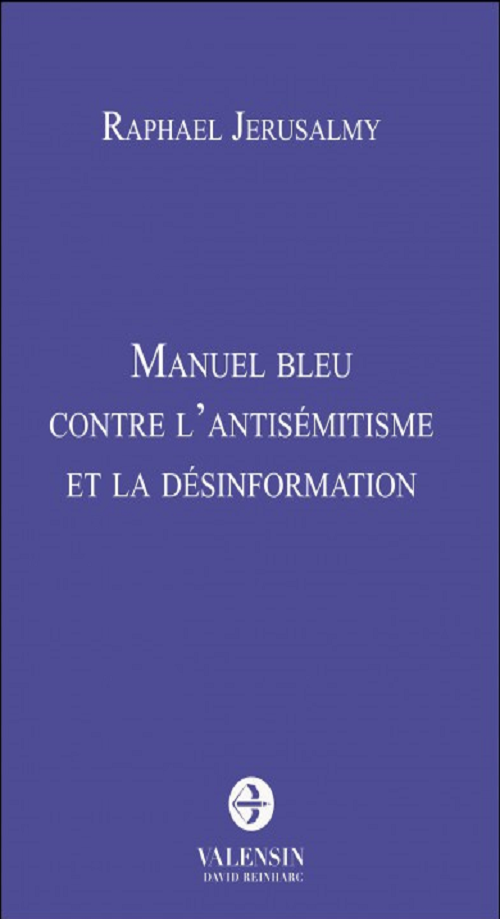 RAPHAEL JERUSALMY
MANUEL BLEU
CONTRE L'ANTISÉMITISME
ET LA DÉSINFORMATION
VALENSIN
DAVID REINHARC